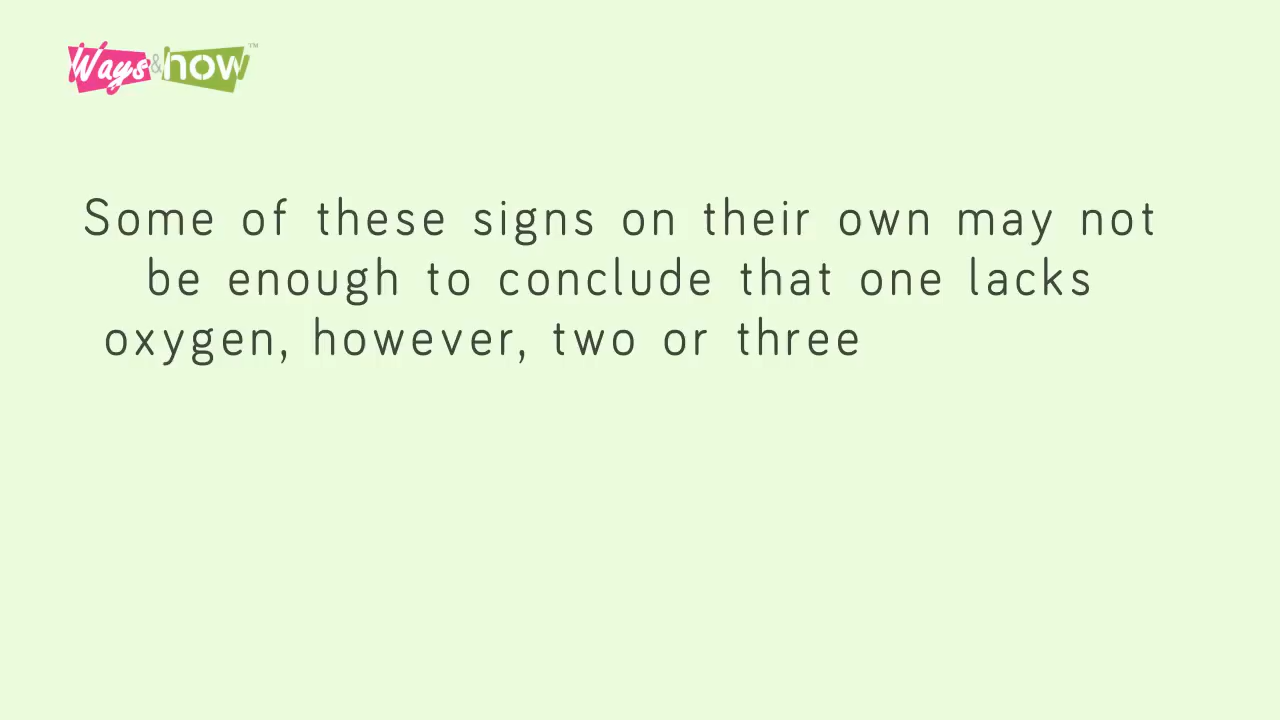 Ways & how ™
Some of these signs on their own may not
be enough to conclude that one lacks
oxygen, however, two or three